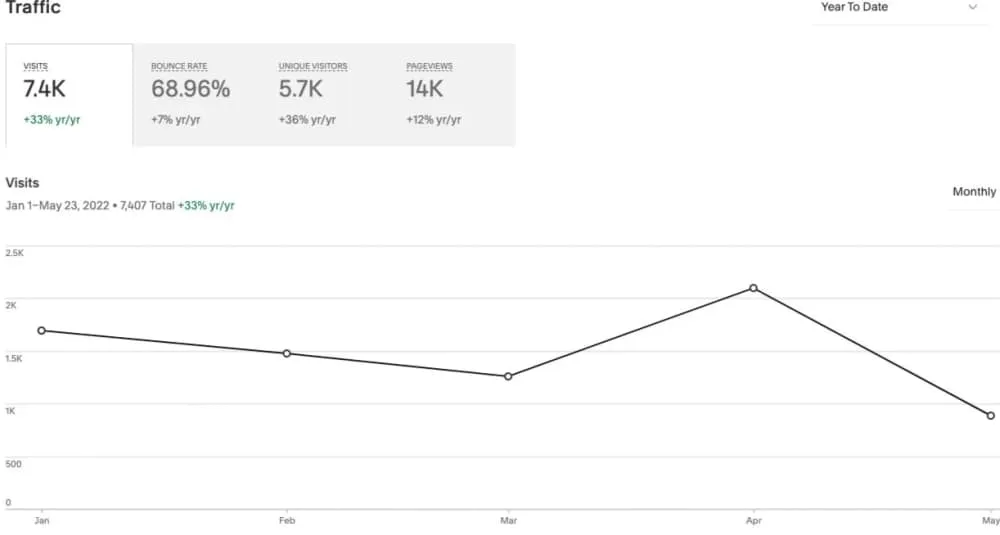 Traffic
Year To Date
VISITS BOUNCE RATE UNIQUE VISITORS PAGEVIEWS
7.4K 68.96% 5.7K 14K
+33% yr/yr +7% yr/yr +36% yr/yr +12% yr/yr
Visits
Monthly
Jan 1–May 23, 2022 • 7,407 Total +33% yr/yr
2.5K
2K
1.5K
1K
500
0
Jan Feb Mar Apr May